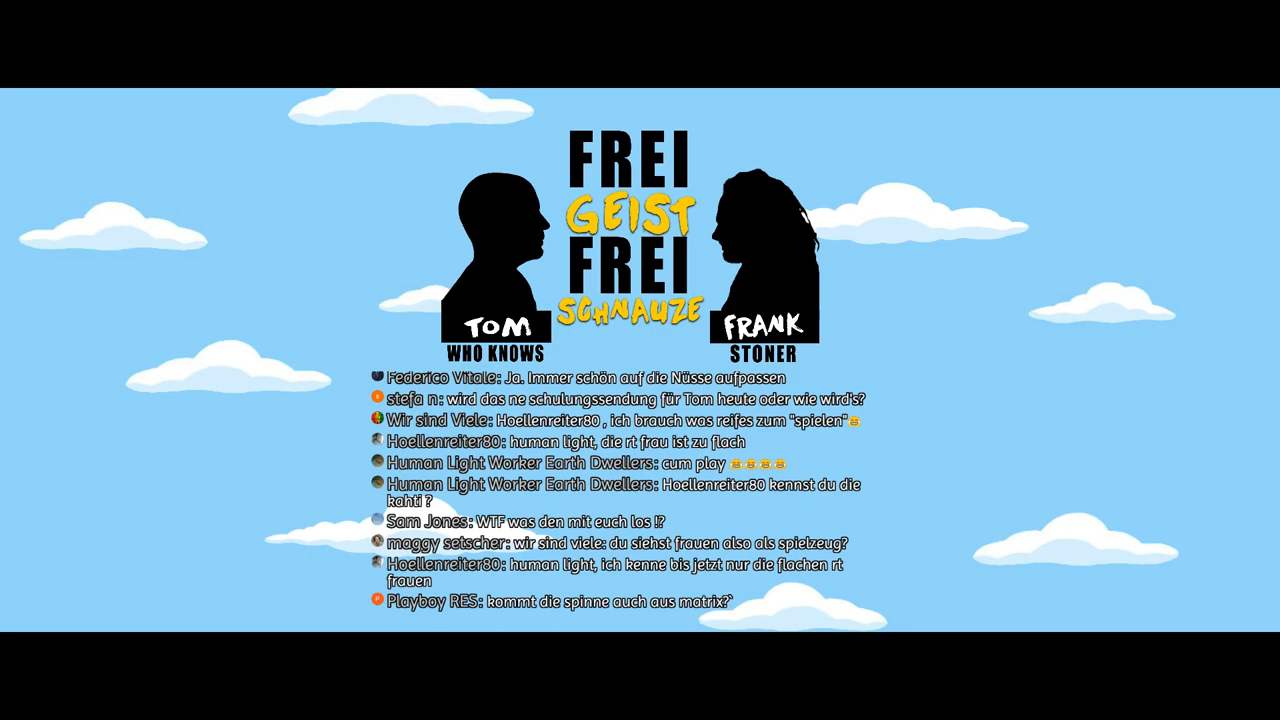 FREI
GEIST
FREI
SCHNAUZE
TOM
WHO KNOWS
FRANK
STONER
Federico Vitale: Ja. Immer schön auf die Nüsse aufpassen
stefa n: wird das ne schulungssendung für Tom heute oder wie wird's?
Wir sind Viele: Hoellenreiter80 , ich brauch was reifes zum "spielen"😄
Hoellenreiter80: human light, die rt frau ist zu flach
Human Light Worker Earth Dwellers: cum play 😄😄😄😄
Human Light Worker Earth Dwellers: Hoellenreiter80 kennst du die
kahti ?
Sam Jones: WTF was den mit euch los !?
maggy setscher: wir sind viele: du siehst frauen also als spielzeug?
Hoellenreiter80: human light, ich kenne bis jetzt nur die flachen rt
frauen
Playboy RES: kommt die spinne auch aus matrix?`